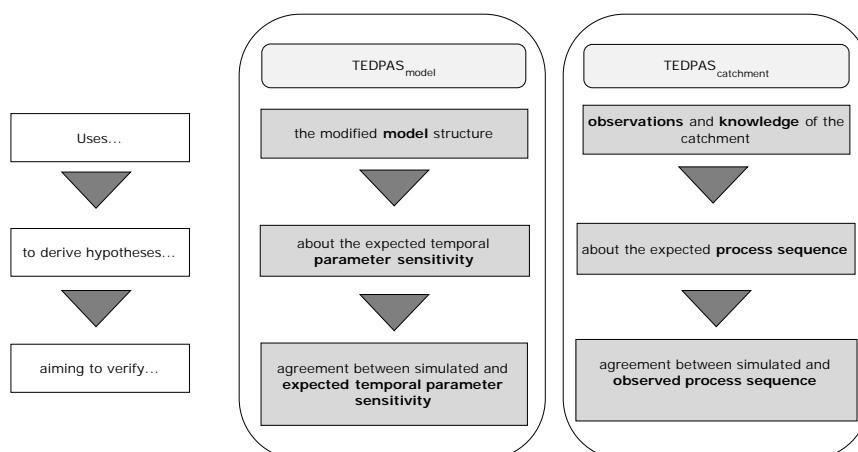 TEDPASmodel
TEDPAScatchment
Uses…
the modified model structure
observations and knowledge of the
catchment
to derive hypotheses…
about the expected temporal
parameter sensitivity
about the expected process sequence
aiming to verify…
agreement between simulated and
expected temporal parameter
sensitivity
agreement between simulated and
observed process sequence